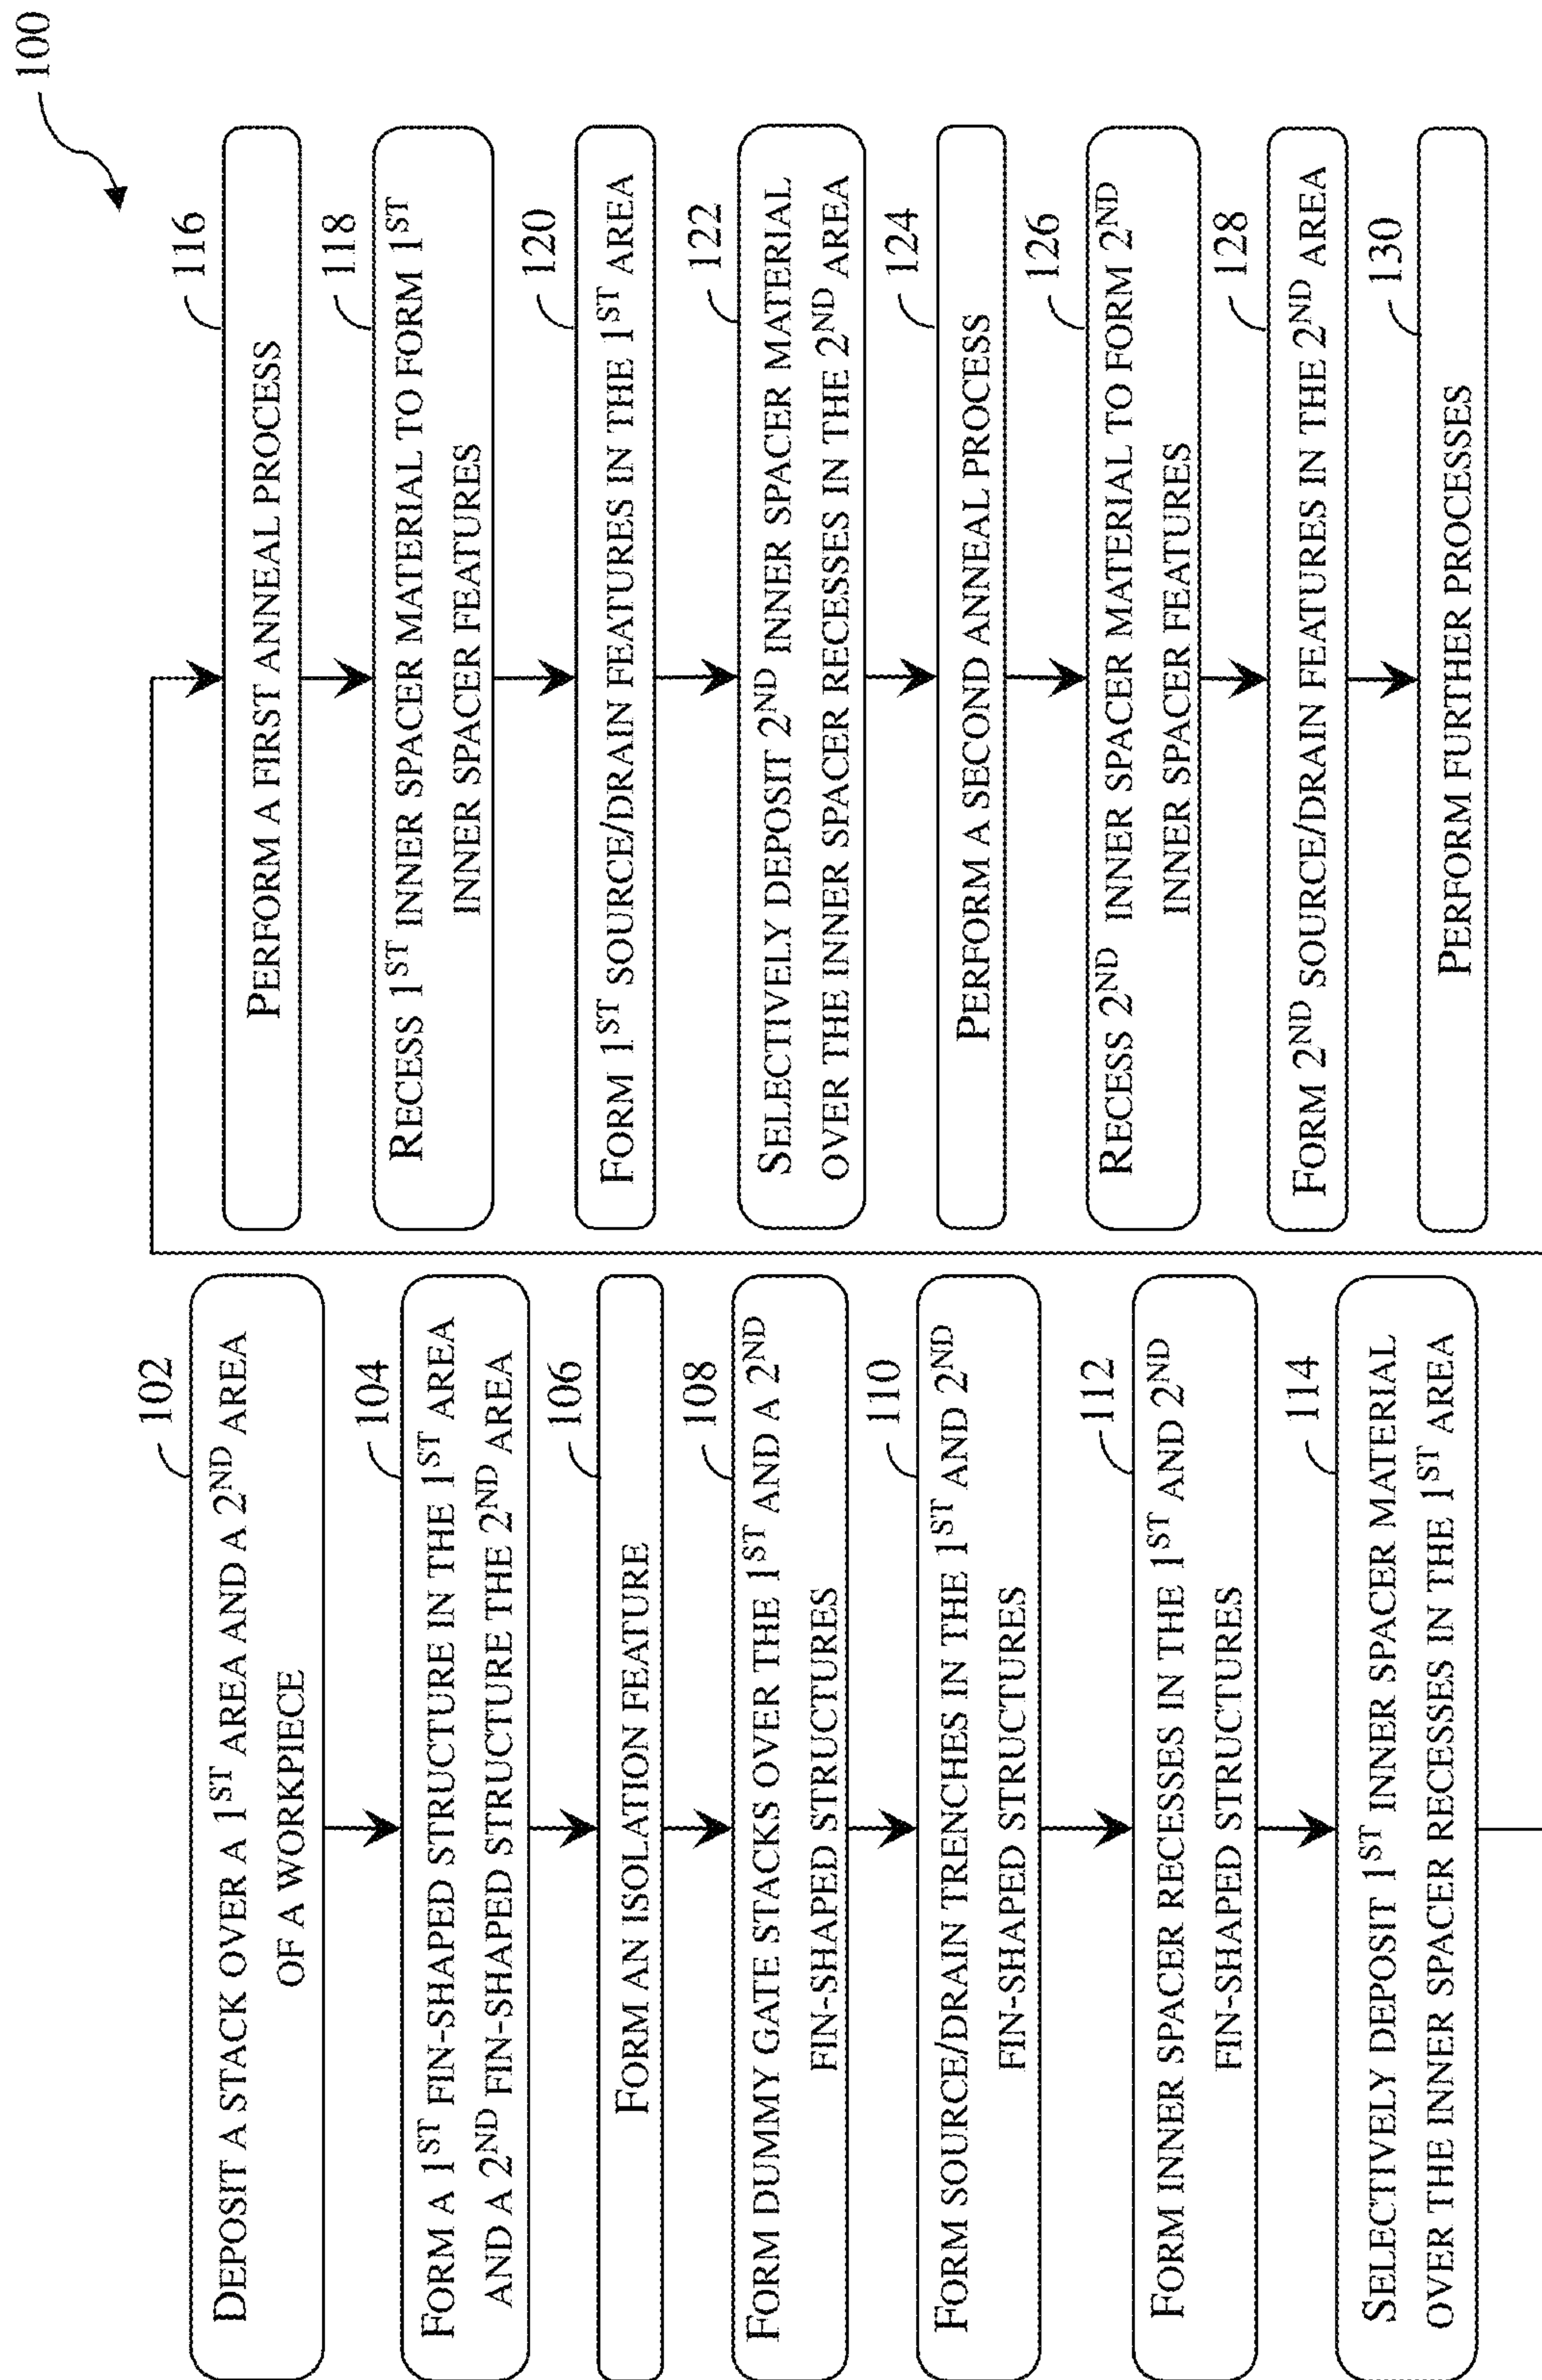 100
102
DEPOSIT A STACK OVER A 1ST AREA AND A 2ND AREA
OF A WORKPIECE
104
FORM A 1ST FIN-SHAPED STRUCTURE IN THE 1ST AREA
AND A 2ND FIN-SHAPED STRUCTURE THE 2ND AREA
106
FORM AN ISOLATION FEATURE
108
FORM DUMMY GATE STACKS OVER THE 1ST AND A 2ND
FIN-SHAPED STRUCTURES
110
FORM SOURCE/DRAIN TRENCHES IN THE 1ST AND 2ND
FIN-SHAPED STRUCTURES
112
FORM INNER SPACER RECESSES IN THE 1ST AND 2ND
FIN-SHAPED STRUCTURES
114
SELECTIVELY DEPOSIT 1ST INNER SPACER MATERIAL
OVER THE INNER SPACER RECESSES IN THE 1ST AREA
116
PERFORM A FIRST ANNEAL PROCESS
118
RECESS 1ST INNER SPACER MATERIAL TO FORM 1ST
INNER SPACER FEATURES
120
FORM 1ST SOURCE/DRAIN FEATURES IN THE 1ST AREA
122
SELECTIVELY DEPOSIT 2ND INNER SPACER MATERIAL
OVER THE INNER SPACER RECESSES IN THE 2ND AREA
124
PERFORM A SECOND ANNEAL PROCESS
126
RECESS 2ND INNER SPACER MATERIAL TO FORM 2ND
INNER SPACER FEATURES
128
FORM 2ND SOURCE/DRAIN FEATURES IN THE 2ND AREA
130
PERFORM FURTHER PROCESSES